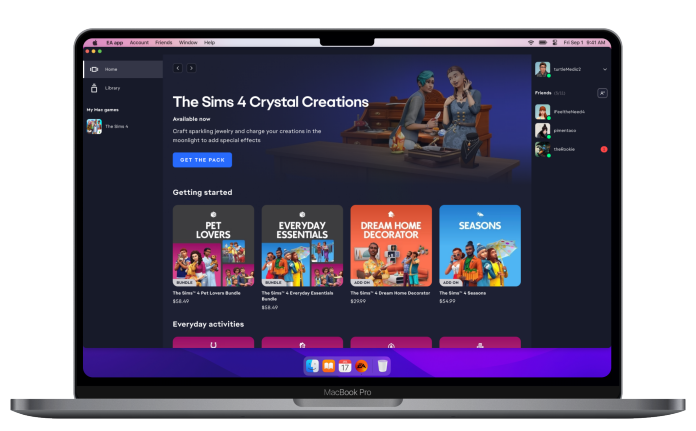 EA app Account Friends Window Help
Fri Sep 1 9:41 AM
Home
Library
My Mac games
The Sims 4
The Sims 4 Crystal Creations
Available now
Craft sparkling jewelry and charge your creations in the
moonlight to add special effects
GET THE PACK
turtleMedic2
Friends
iFeeltheNeed4
pimentaco
theRookie
Getting started
PET
LOVERS
BUNDLE
The Sims™ 4 Pet Lovers Bundle
$58.49
EVERYDAY
ESSENTIALS
BUNDLE
The Sims™ 4 Everyday Essentials
Bundle
$58.49
DREAM HOME
DECORATOR
ADD ON
The Sims™ 4 Dream Home Decorator
$29.99
SEASONS
ADD ON
The Sims™ 4 Seasons
$54.99
Everyday activities
17
MacBook Pro